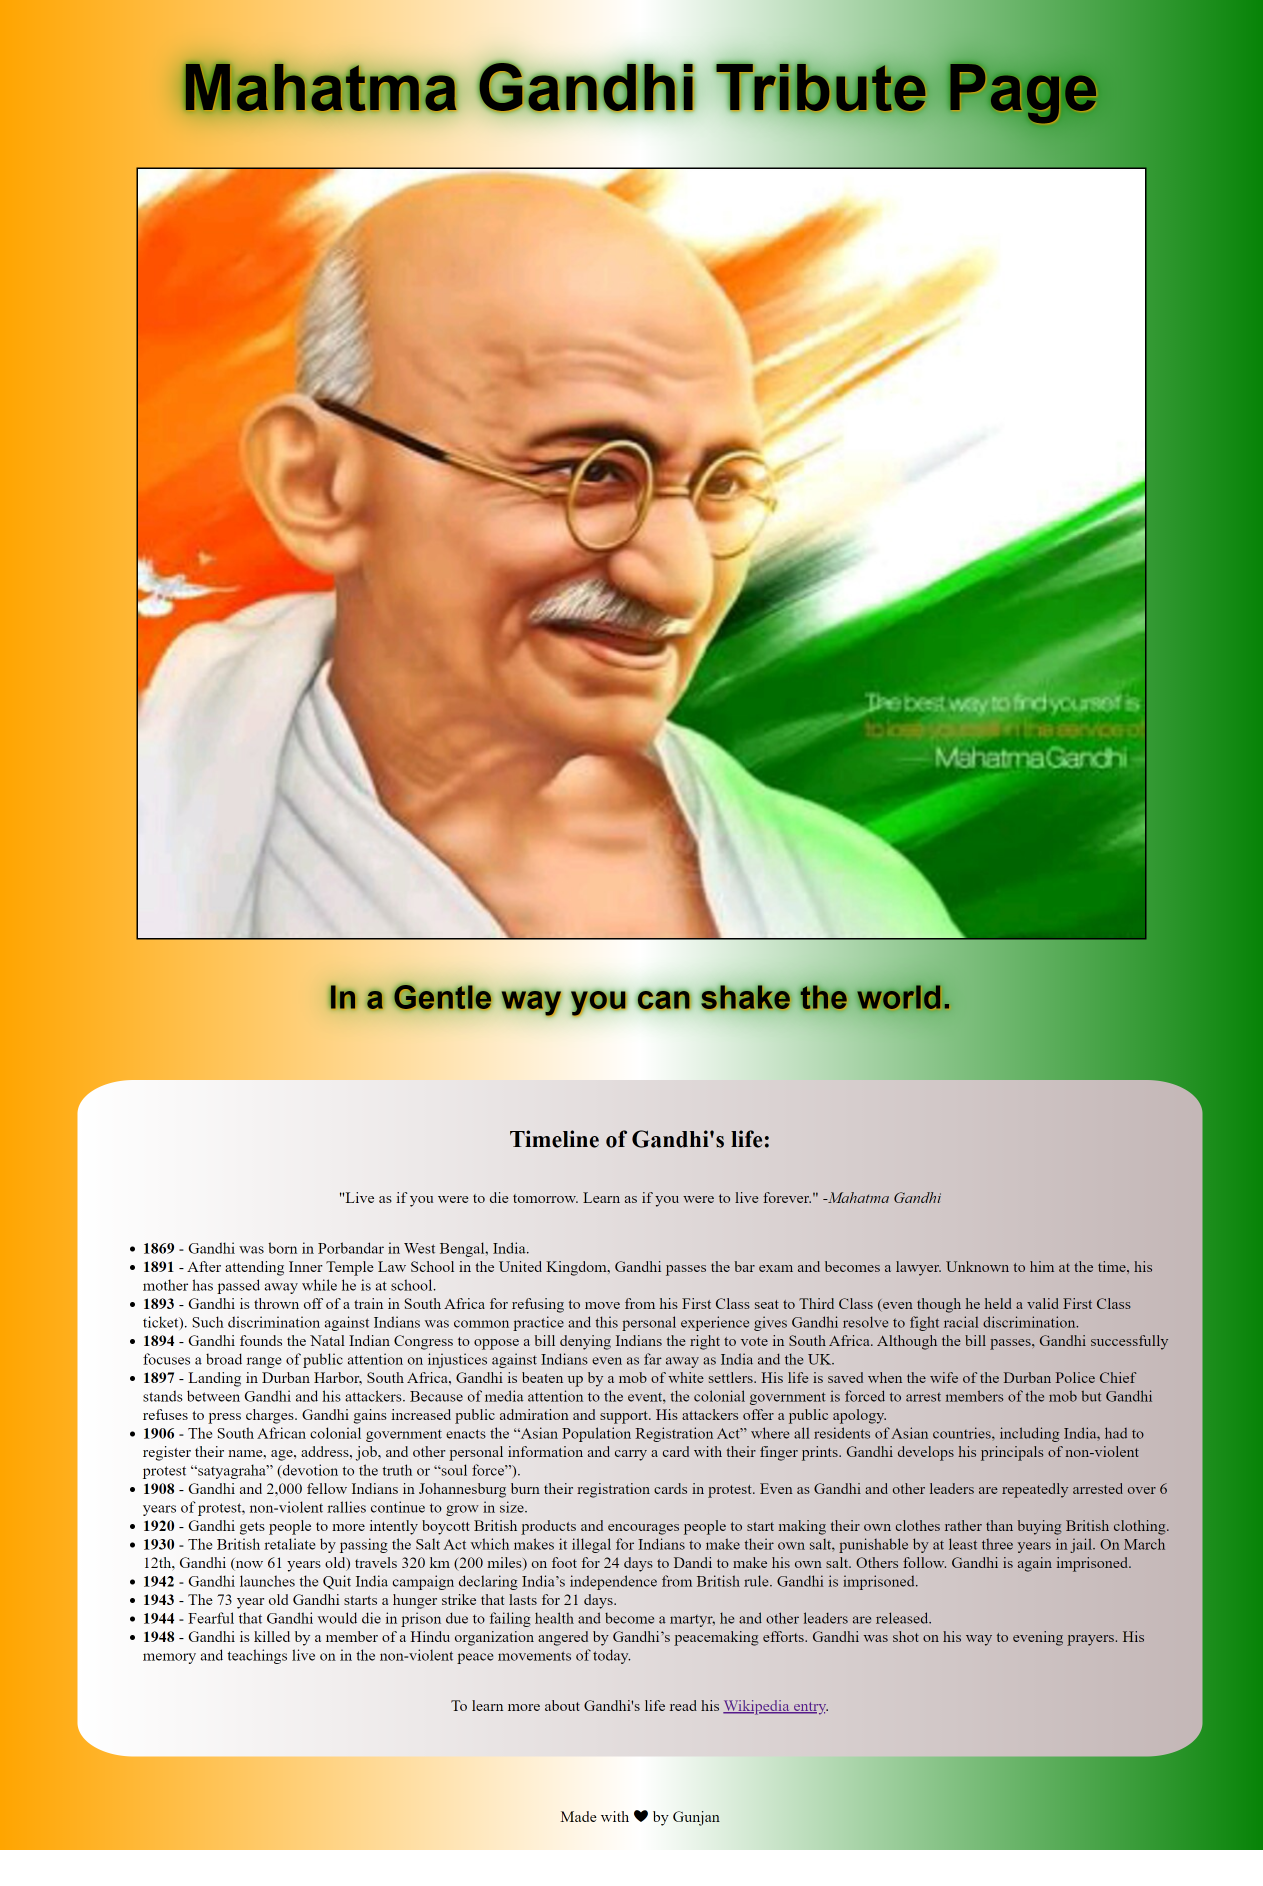 Mahatma Gandhi Tribute Page
The best way to find yourself is
to lose yourself in the service of
Mahatma Gandhi
In a Gentle way you can shake the world.
Timeline of Gandhi's life:
"Live as if you were to die tomorrow. Learn as if you were to live forever." -Mahatma Gandhi
• 1869 - Gandhi was born in Porbandar in West Bengal, India.
• 1891 - After attending Inner Temple Law School in the United Kingdom, Gandhi passes the bar exam and becomes a lawyer. Unknown to him at the time, his
mother has passed away while he is at school.
• 1893 - Gandhi is thrown off of a train in South Africa for refusing to move from his First Class seat to Third Class (even though he held a valid First Class
ticket). Such discrimination against Indians was common practice and this personal experience gives Gandhi resolve to fight racial discrimination.
• 1894 - Gandhi founds the Natal Indian Congress to oppose a bill denying Indians the right to vote in South Africa. Although the bill passes, Gandhi successfully
focuses a broad range of public attention on injustices against Indians even as far away as India and the UK.
• 1897 - Landing in Durban Harbor, South Africa, Gandhi is beaten up by a mob of white settlers. His life is saved when the wife of the Durban Police Chief
stands between Gandhi and his attackers. Because of media attention to the event, the colonial government is forced to arrest members of the mob but Gandhi
refuses to press charges. Gandhi gains increased public admiration and support. His attackers offer a public apology.
• 1906 - The South African colonial government enacts the “Asian Population Registration Act” where all residents of Asian countries, including India, had to
register their name, age, address, job, and other personal information and carry a card with their finger prints. Gandhi develops his principals of non-violent
protest “satyagraha” (devotion to the truth or “soul force”).
• 1908 - Gandhi and 2,000 fellow Indians in Johannesburg burn their registration cards in protest. Even as Gandhi and other leaders are repeatedly arrested over 6
years of protest, non-violent rallies continue to grow in size.
• 1920 - Gandhi gets people to more intently boycott British products and encourages people to start making their own clothes rather than buying British clothing.
• 1930 - The British retaliate by passing the Salt Act which makes it illegal for Indians to make their own salt, punishable by at least three years in jail. On March
12th, Gandhi (now 61 years old) travels 320 km (200 miles) on foot for 24 days to Dandi to make his own salt. Others follow. Gandhi is again imprisoned.
• 1942 - Gandhi launches the Quit India campaign declaring India’s independence from British rule. Gandhi is imprisoned.
• 1943 - The 73 year old Gandhi starts a hunger strike that lasts for 21 days.
• 1944 - Fearful that Gandhi would die in prison due to failing health and become a martyr, he and other leaders are released.
• 1948 - Gandhi is killed by a member of a Hindu organization angered by Gandhi’s peacemaking efforts. Gandhi was shot on his way to evening prayers. His
memory and teachings live on in the non-violent peace movements of today.
To learn more about Gandhi's life read his Wikipedia entry.
Made with ♥ by Gunjan